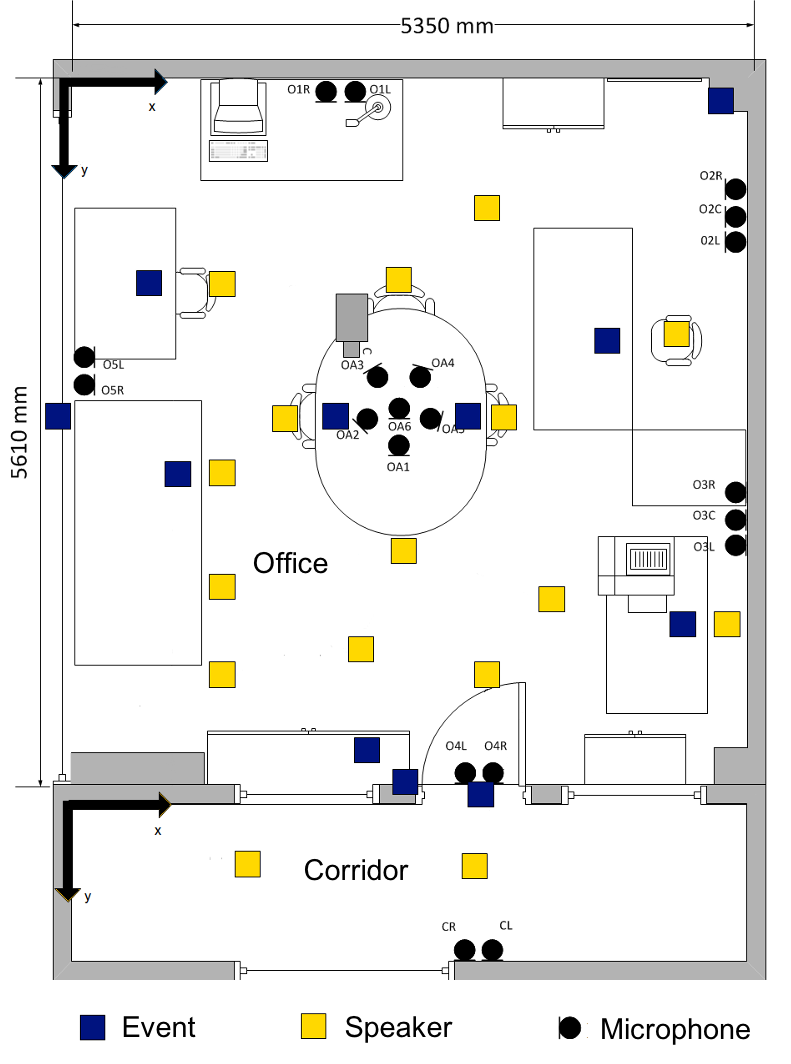 5350 mm
x
y
5610 mm
O1R
O1L
O2R
O2C
02L
O5L
O5R
C
OA3
OA4
OA2
OA6
OA5
OA1
O3R
O3C
O3L
Office
O4L
O4R
x
y
Corridor
CR
CL
Event
Speaker
Microphone